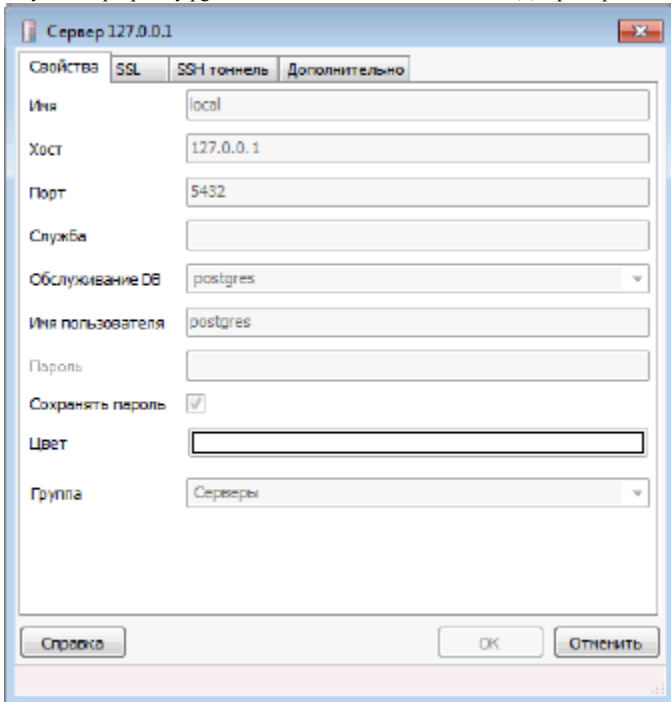 Сервер 127.0.0.1
Свойства SSL SSH тоннель Дополнительно
Имя local
Хост 127.0.0.1
Порт 5432
Служба
Обслуживание DB postgres
Имя пользователя postgres
Пароль
Сохранять пароль
Цвет
Группа Серверы
Справка OK Отменить